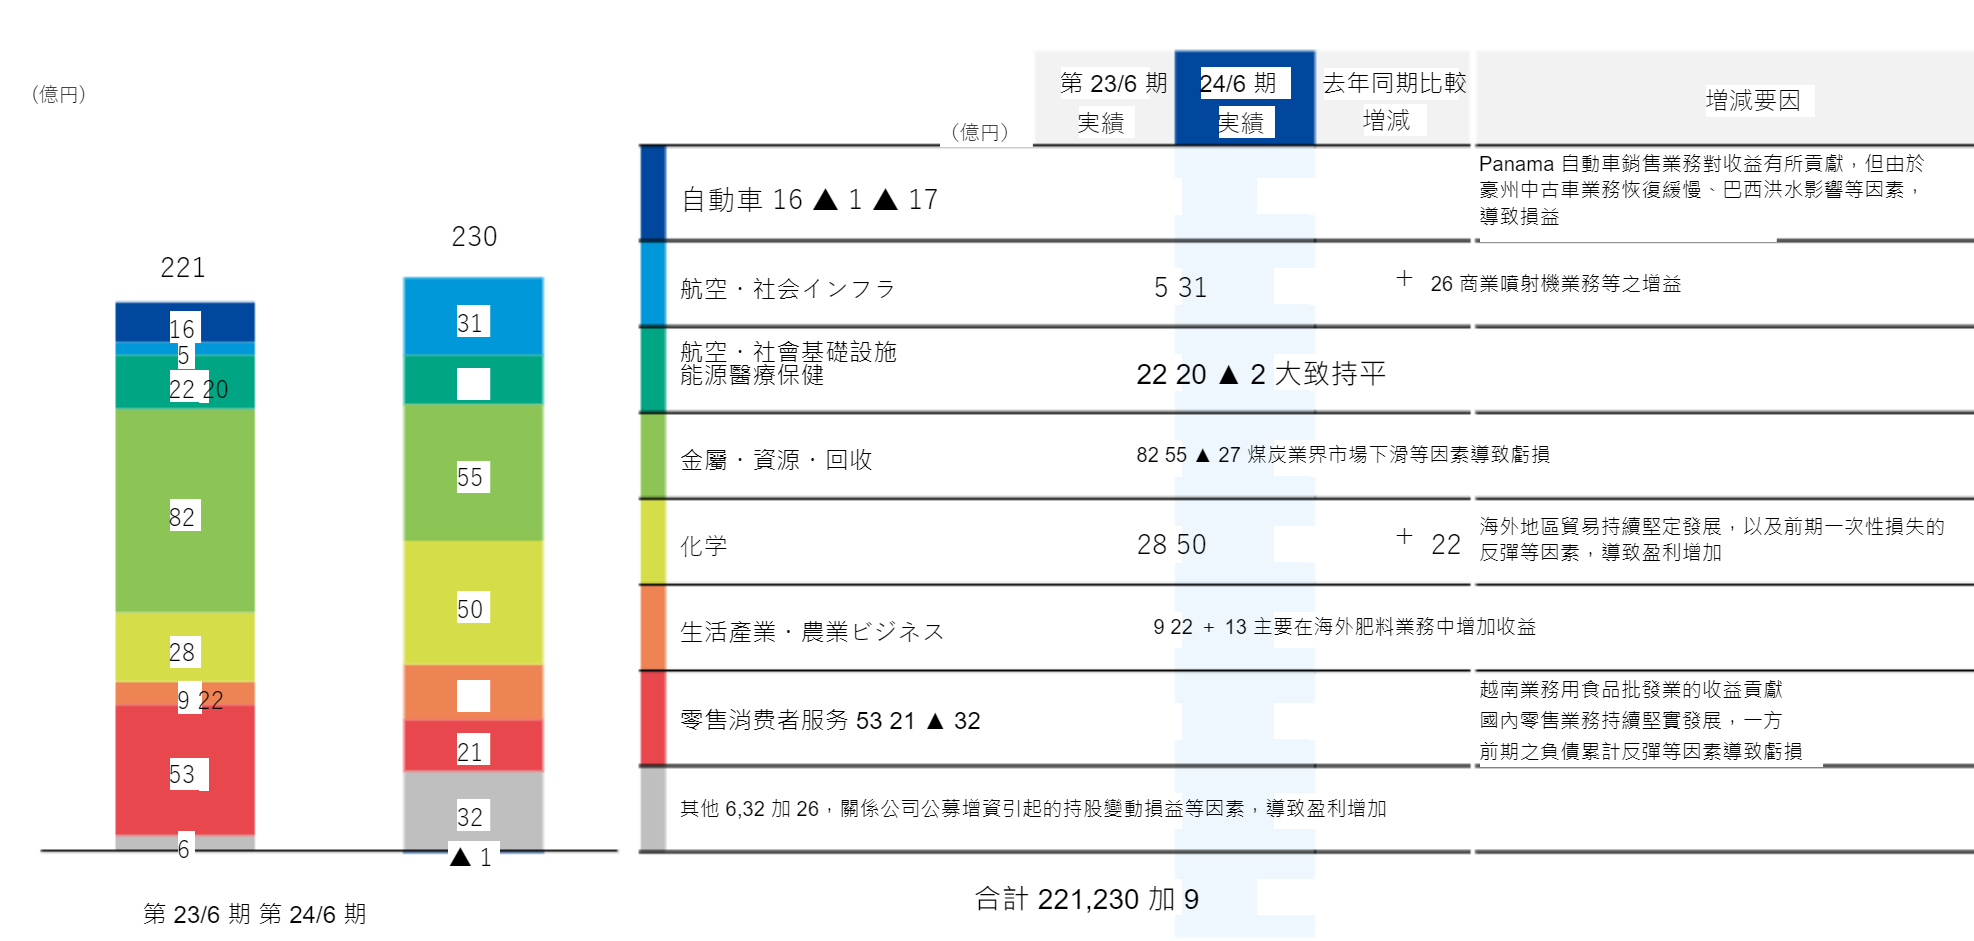 (億円)
221
16
5
22 20
82
28
9 22
53
6
230
31
55
50
21
32
▲ 1
第 23/6 期 第 24/6 期
(億円)
第 23/6 期
実績
24/6 期
実績
去年同期比較
増減
増減要因
自動車 16 ▲ 1 ▲ 17
Panama 自動車銷售業務對收益有所貢獻，但由於
豪州中古車業務恢復緩慢、巴西洪水影響等因素，
導致損益
航空・社会インフラ
5 31
+ 26 商業噴射機業務等之增益
航空・社會基礎設施
能源醫療保健
22 20 ▲ 2 大致持平
金屬・資源・回收
82 55 ▲ 27 煤炭業界市場下滑等因素導致虧損
化学
28 50
+ 22
海外地區貿易持續堅定發展，以及前期一次性損失的
反彈等因素，導致盈利增加
生活產業・農業ビジネス
9 22 + 13 主要在海外肥料業務中增加收益
零售消费者服务 53 21 ▲ 32
越南業務用食品批發業的收益貢獻
國內零售業務持續堅實發展，一方
前期之負債累計反彈等因素導致虧損
其他 6,32 加 26，關係公司公募增資引起的持股變動損益等因素，導致盈利增加
合計 221,230 加 9